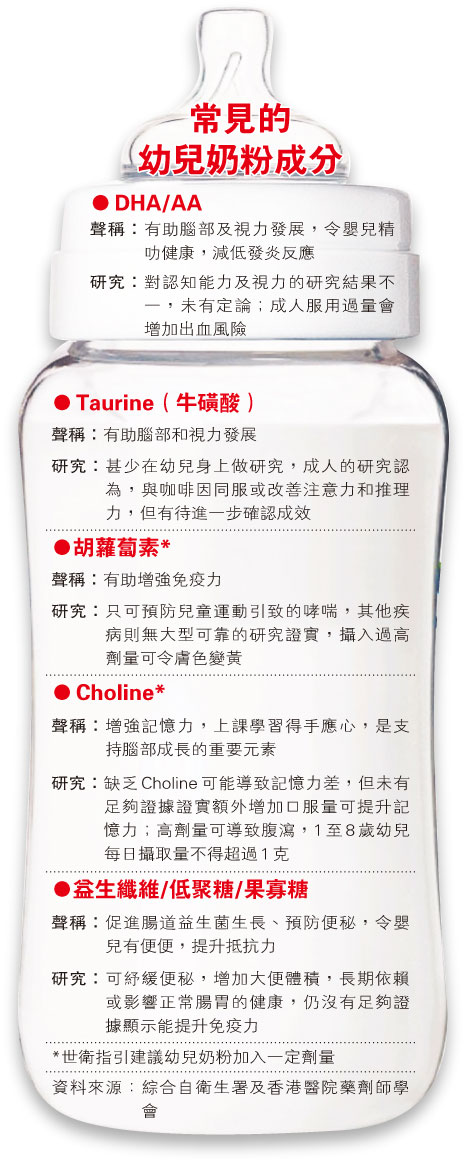 常見的
幼兒奶粉成分
● DHA/AA
聲稱：有助腦部及視力發展，令嬰兒精
叻健康，減低發炎反應
研究：對認知能力及視力的研究結果不
一，未有定論；成人服用過量會
增加出血風險
● Taurine（牛磺酸）
聲稱：有助腦部和視力發展
研究：甚少在幼兒身上做研究，成人的研究認
為，與咖啡因同服或改善注意力和推理
力，但有待進一步確認成效
●胡蘿蔔素*
聲稱：有助增強免疫力
研究：只可預防兒童運動引致的哮喘，其他疾
病則無大型可靠的研究證實，攝入過高
劑量可令膚色變黃
● Choline*
聲稱：增強記憶力，上課學習得手應心，是支
持腦部成長的重要元素
研究：缺乏Choline 可能導致記憶力差，但未有
足夠證據證實額外增加口服量可提升記
憶力；高劑量可導致腹瀉，1至8歲幼兒
每日攝取量不得超過1克
●益生纖維/低聚糖/果寡糖
聲稱：促進腸道益生菌生長、預防便秘，令嬰
兒有便便，提升抵抗力
研究：可紓緩便秘，增加大便體積，長期依賴
或影響正常腸胃的健康，仍沒有足夠證
據顯示能提升免疫力
*世衛指引建議幼兒奶粉加入一定劑量
資料來源：綜合自衛生署及香港醫院藥劑師學
會